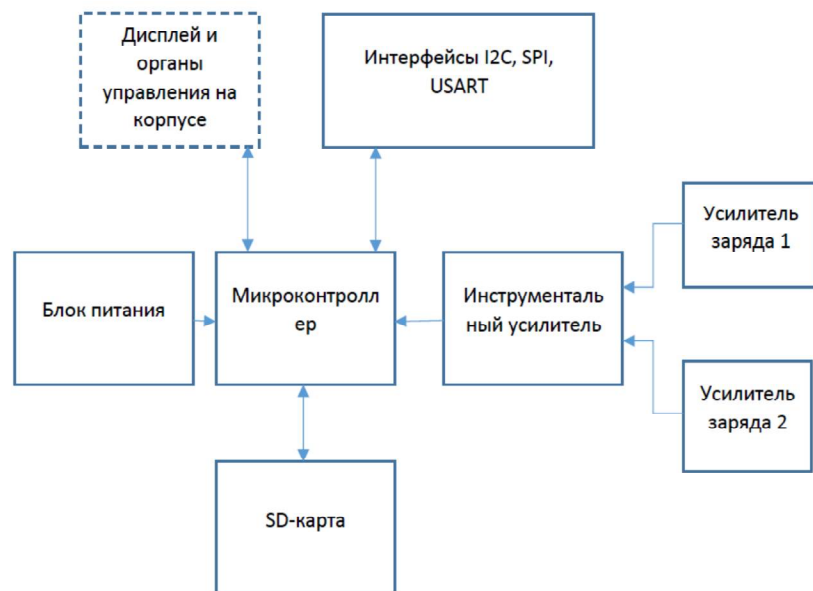 Дисплей и
органы
управления на
корпусе
Интерфейсы I2C, SPI,
USART
Усилитель
заряда 1
Блок питания
Микроконтролл
ер
Инструменталь
ный усилитель
Усилитель
заряда 2
SD-карта